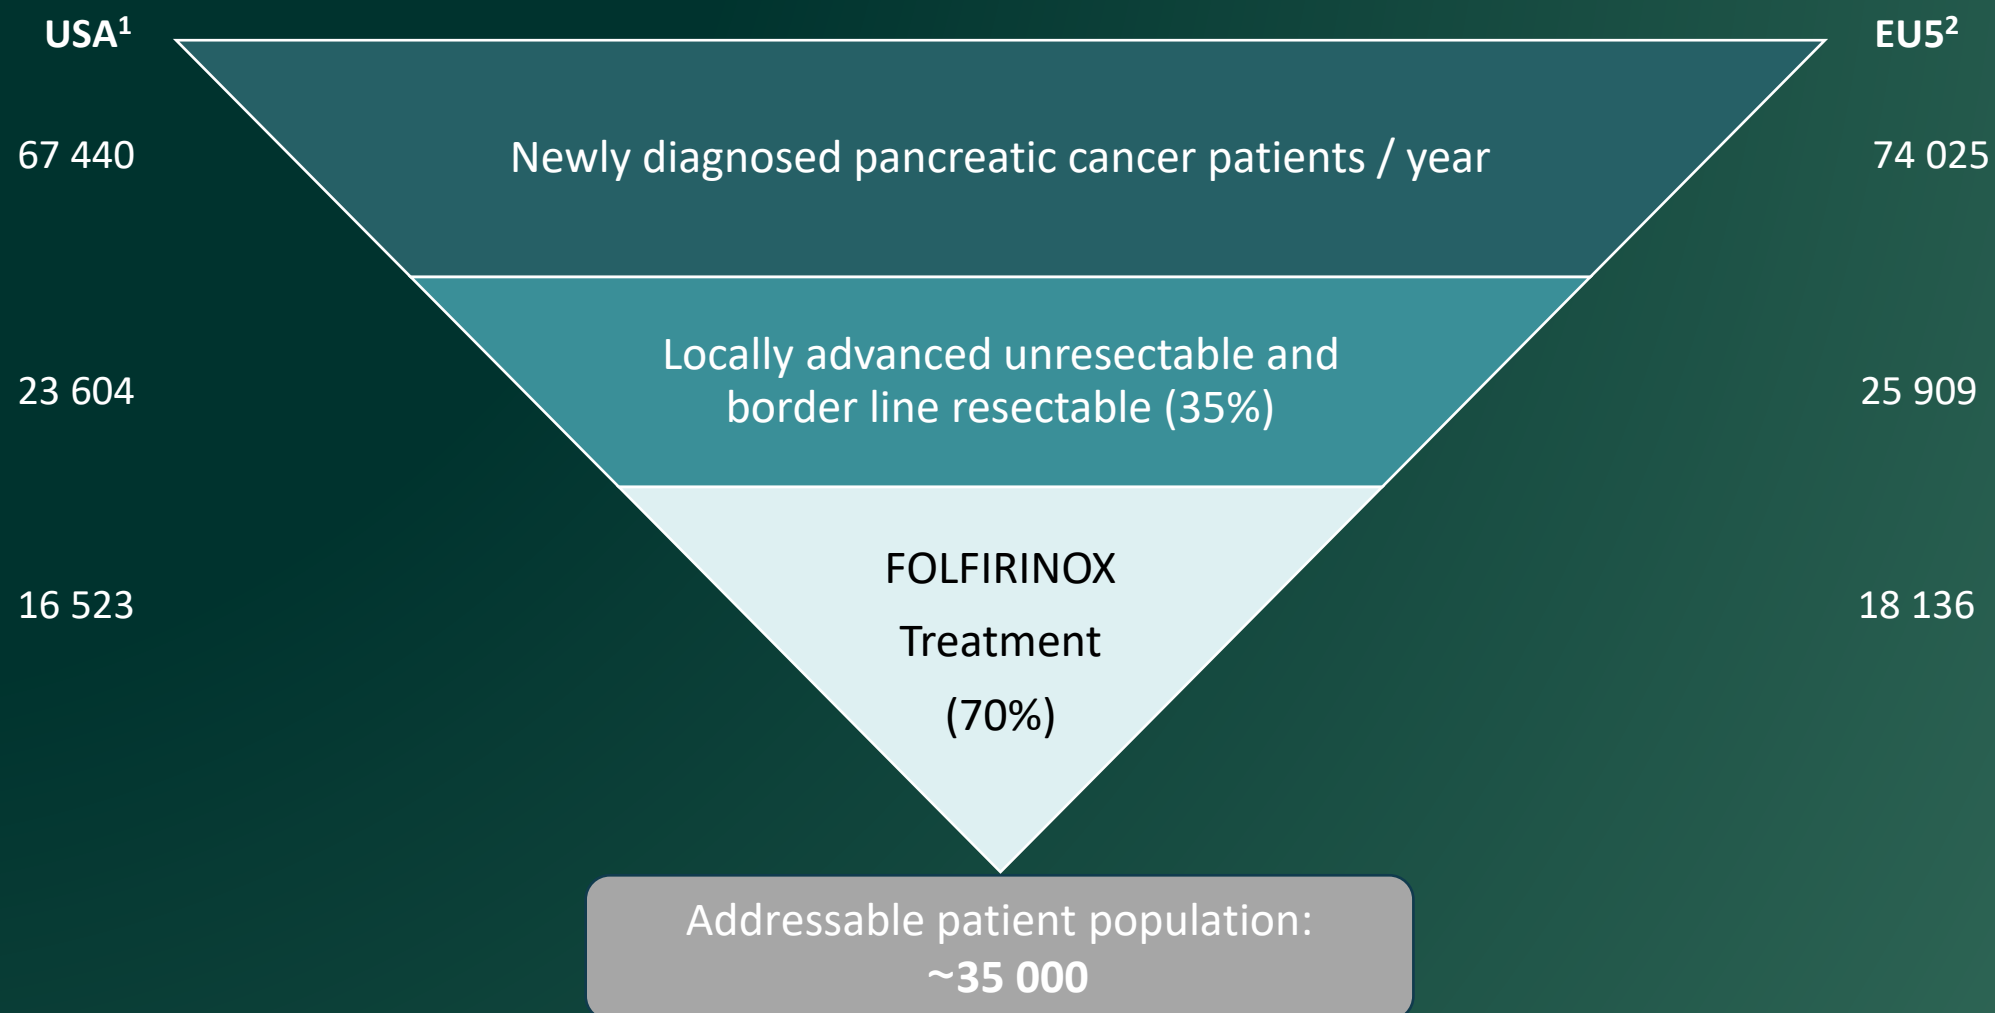 USA¹
EU5²
67 440
Newly diagnosed pancreatic cancer patients / year
74 025
23 604
Locally advanced unresectable and
border line resectable (35%)
25 909
16 523
FOLFIRINOX
Treatment
(70%)
18 136
Addressable patient population:
~35 000